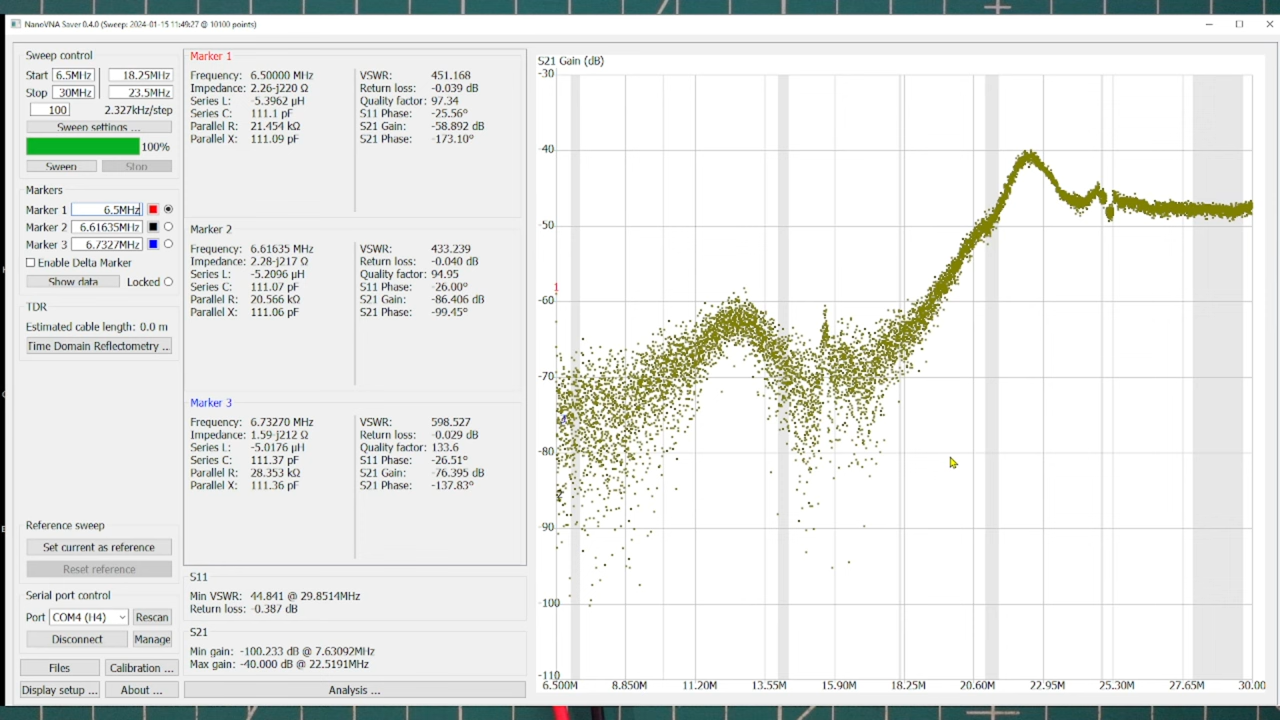 NanoVNA Saver 0.4.0 (Sweep: 2024-01-15 11:49:27 @ 10100 points)
Sweep control
Start 6.5MHz 18.25MHz
Stop 30MHz 23.5MHz
100 2.327kHz/step
Sweep settings ...
100%
Sweep Stop
Markers
Marker 1 6.5MHz
Marker 2 6.61635MHz
Marker 3 6.7327MHz
Enable Delta Marker
Show data Locked
TDR
Estimated cable length: 0.0 m
Time Domain Reflectometry ...
Reference sweep
Set current as reference
Reset reference
Serial port control
Port COM4 (H4) Rescan
Disconnect Manage
Files Calibration ...
Display setup ... About ...
Marker 1
Frequency: 6.50000 MHz
Impedance: 2.26-j220 Ω
Series L: -5.3962 µH
Series C: 111.1 pF
Parallel R: 21.454 kΩ
Parallel X: 111.09 pF
VSWR: 451.168
Return loss: -0.039 dB
Quality factor: 97.34
S11 Phase: -25.56°
S21 Gain: -58.892 dB
S21 Phase: -173.10°
Marker 2
Frequency: 6.61635 MHz
Impedance: 2.28-j217 Ω
Series L: -5.2096 µH
Series C: 111.07 pF
Parallel R: 20.566 kΩ
Parallel X: 111.06 pF
VSWR: 433.239
Return loss: -0.040 dB
Quality factor: 94.95
S11 Phase: -26.00°
S21 Gain: -86.406 dB
S21 Phase: -99.45°
Marker 3
Frequency: 6.73270 MHz
Impedance: 1.59-j212 Ω
Series L: -5.0176 µH
Series C: 111.37 pF
Parallel R: 28.353 kΩ
Parallel X: 111.36 pF
VSWR: 598.527
Return loss: -0.029 dB
Quality factor: 133.6
S11 Phase: -26.51°
S21 Gain: -76.395 dB
S21 Phase: -137.83°
S11
Min VSWR: 44.841 @ 29.8514MHz
Return loss: -0.387 dB
S21
Min gain: -100.233 dB @ 7.63092MHz
Max gain: -40.000 dB @ 22.5191MHz
Analysis ...
S21 Gain (dB)
-30
-40
-50
1
-60
-70
-80
2
-90
-100
-110
6.500M 8.850M 11.20M 13.55M 15.90M 18.25M 20.60M 22.95M 25.30M 27.65M 30.00